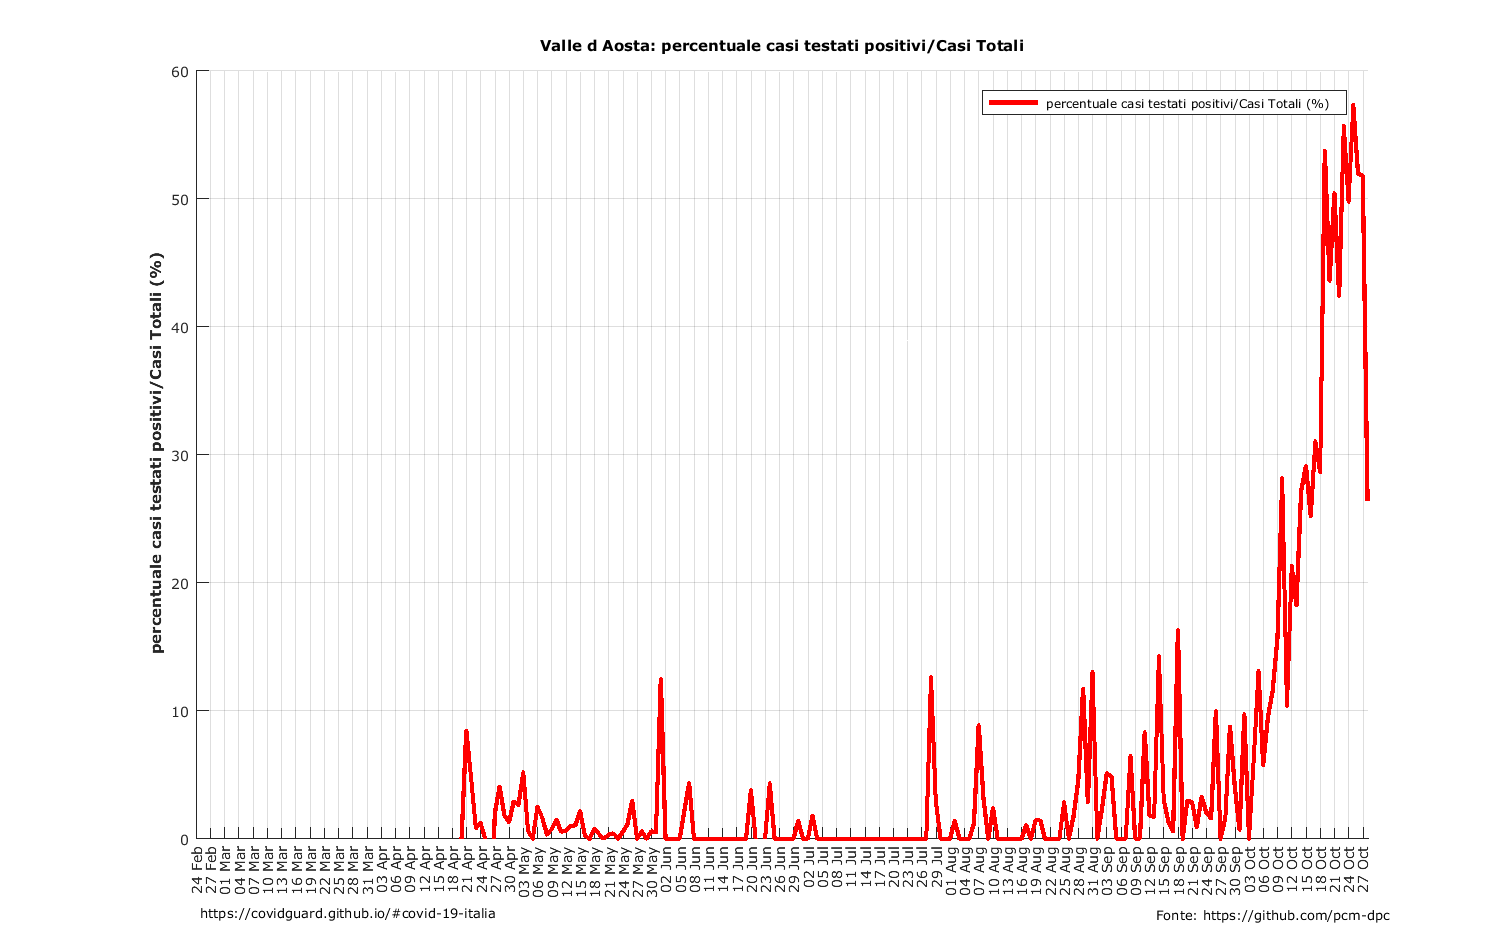 Valle d Aosta: percentuale casi testati positivi/Casi Totali
percentuale casi testati positivi/Casi Totali (%)
percentuale casi testati positivi/Casi Totali (%)
60
50
40
30
20
10
0
24 Feb
27 Feb
01 Mar
04 Mar
07 Mar
10 Mar
13 Mar
16 Mar
19 Mar
22 Mar
25 Mar
28 Mar
31 Mar
03 Apr
06 Apr
09 Apr
12 Apr
15 Apr
18 Apr
21 Apr
24 Apr
27 Apr
30 Apr
03 May
06 May
09 May
12 May
15 May
18 May
21 May
24 May
27 May
30 May
02 Jun
05 Jun
08 Jun
11 Jun
14 Jun
17 Jun
20 Jun
23 Jun
26 Jun
29 Jun
02 Jul
05 Jul
08 Jul
11 Jul
14 Jul
17 Jul
20 Jul
23 Jul
26 Jul
29 Jul
01 Aug
04 Aug
07 Aug
10 Aug
13 Aug
16 Aug
19 Aug
22 Aug
25 Aug
28 Aug
31 Aug
03 Sep
06 Sep
09 Sep
12 Sep
15 Sep
18 Sep
21 Sep
24 Sep
27 Sep
30 Sep
03 Oct
06 Oct
09 Oct
12 Oct
15 Oct
18 Oct
21 Oct
24 Oct
27 Oct
https://covidguard.github.io/#covid-19-italia
Fonte: https://github.com/pcm-dpc